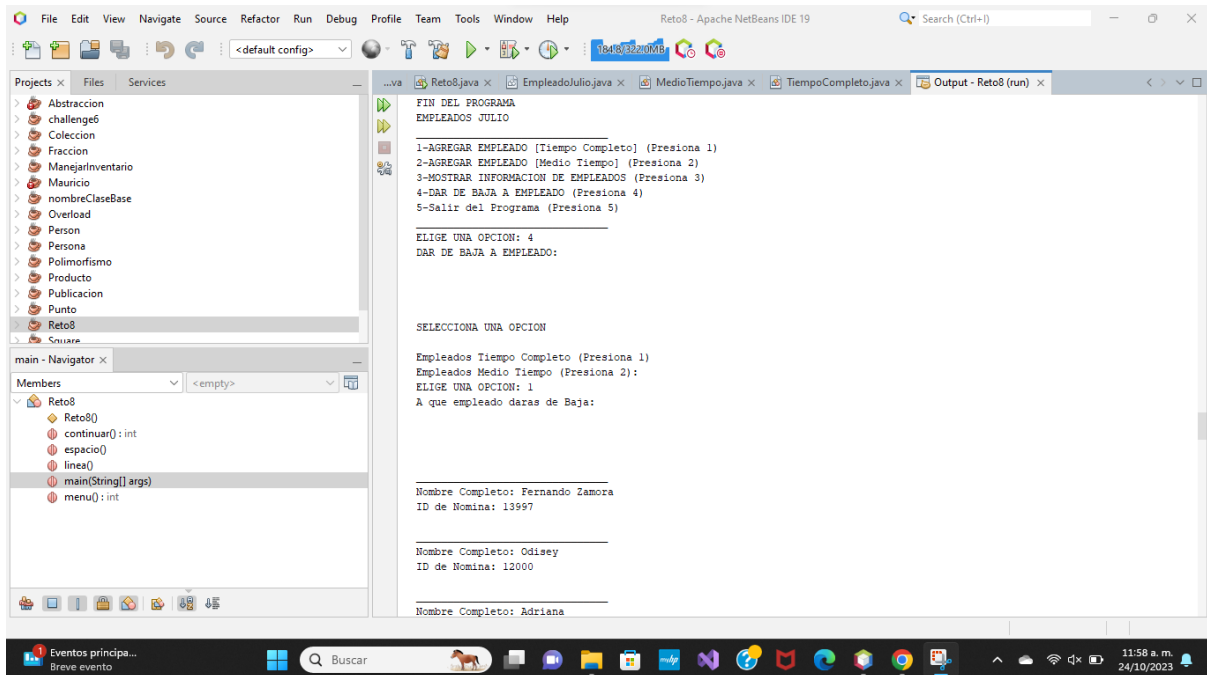 File Edit View Navigate Source Refactor Run Debug Profile Team Tools Window Help Reto8 - Apache NetBeans IDE 19 Search (Ctrl+I)
<default config> 184.8/322.0MB
Projects Files Services
Abstraccion
challenge6
Coleccion
Fraccion
ManejarInventario
Mauricio
nombreClaseBase
Overload
Person
Persona
Polimorfismo
Producto
Publicacion
Punto
Reto8
Square
main - Navigator
Members <empty>
Reto8
Reto8()
continuar() : int
espacio()
linea()
main(String[] args)
menu() : int
...va Reto8.java EmpleadoJulio.java MedioTiempo.java TiempoCompleto.java Output - Reto8 (run)
FIN DEL PROGRAMA
EMPLEADOS JULIO
1-AGREGAR EMPLEADO [Tiempo Completo] (Presiona 1)
2-AGREGAR EMPLEADO [Medio Tiempo] (Presiona 2)
3-MOSTRAR INFORMACION DE EMPLEADOS (Presiona 3)
4-DAR DE BAJA A EMPLEADO (Presiona 4)
5-Salir del Programa (Presiona 5)
ELIGE UNA OPCION: 4
DAR DE BAJA A EMPLEADO:
SELECCIONA UNA OPCION
Empleados Tiempo Completo (Presiona 1)
Empleados Medio Tiempo (Presiona 2):
ELIGE UNA OPCION: 1
A que empleado daras de Baja:
Nombre Completo: Fernando Zamora
ID de Nomina: 13997
Nombre Completo: Odisey
ID de Nomina: 12000
Nombre Completo: Adriana
1 Eventos principa...
Breve evento
Buscar
11:58 a. m.
24/10/2023